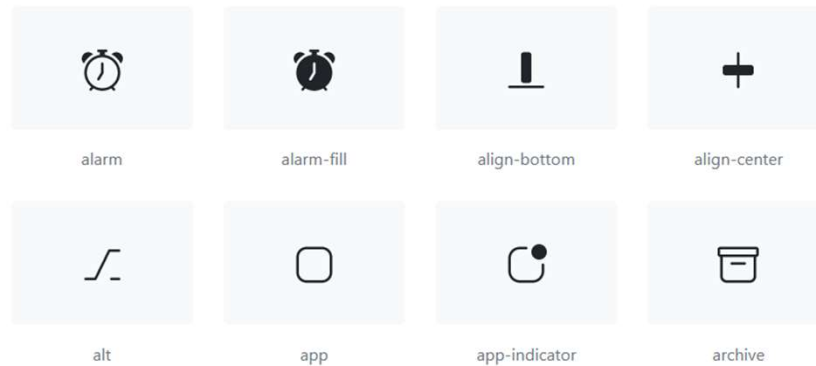 alarm
alarm-fill
align-bottom
align-center
alt
app
app-indicator
archive